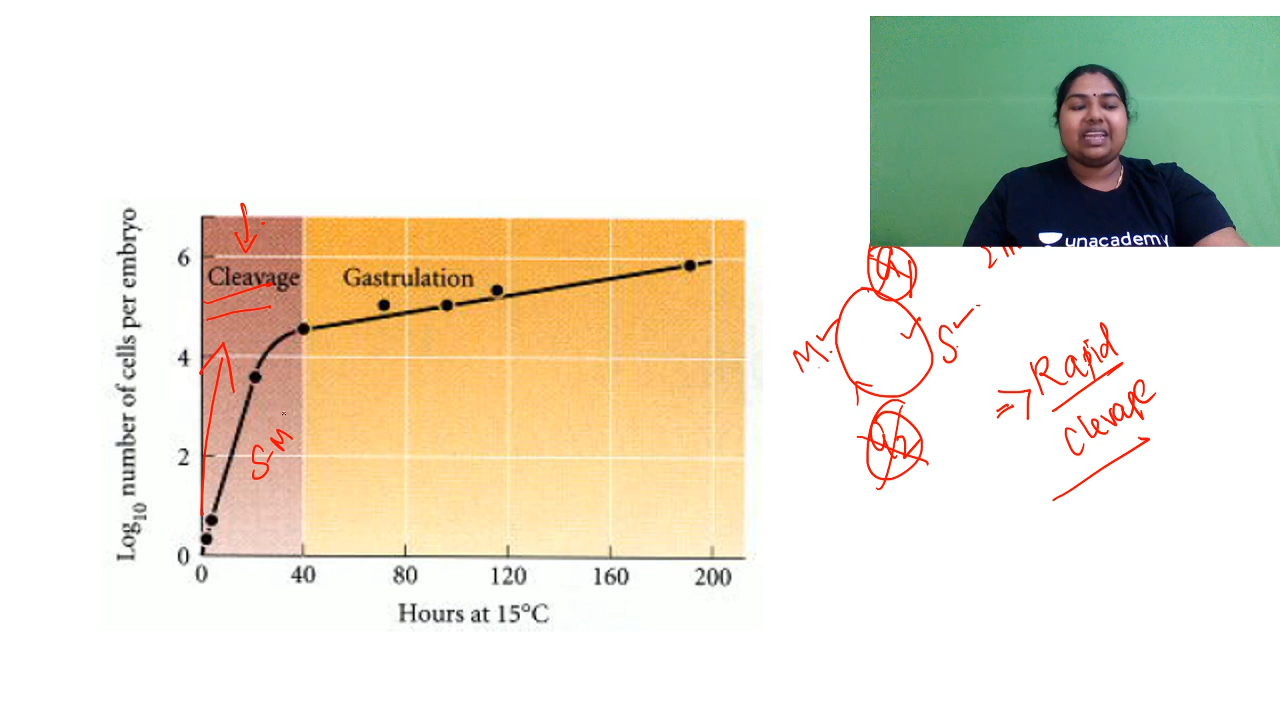 unacademy
6
Cleavage
Gastrulation
4
2
0
Log10 number of cells per embryo
0 40 80 120 160 200
Hours at 15°C
S-M
G1
M
S
G2
=> Rapid
Clevage